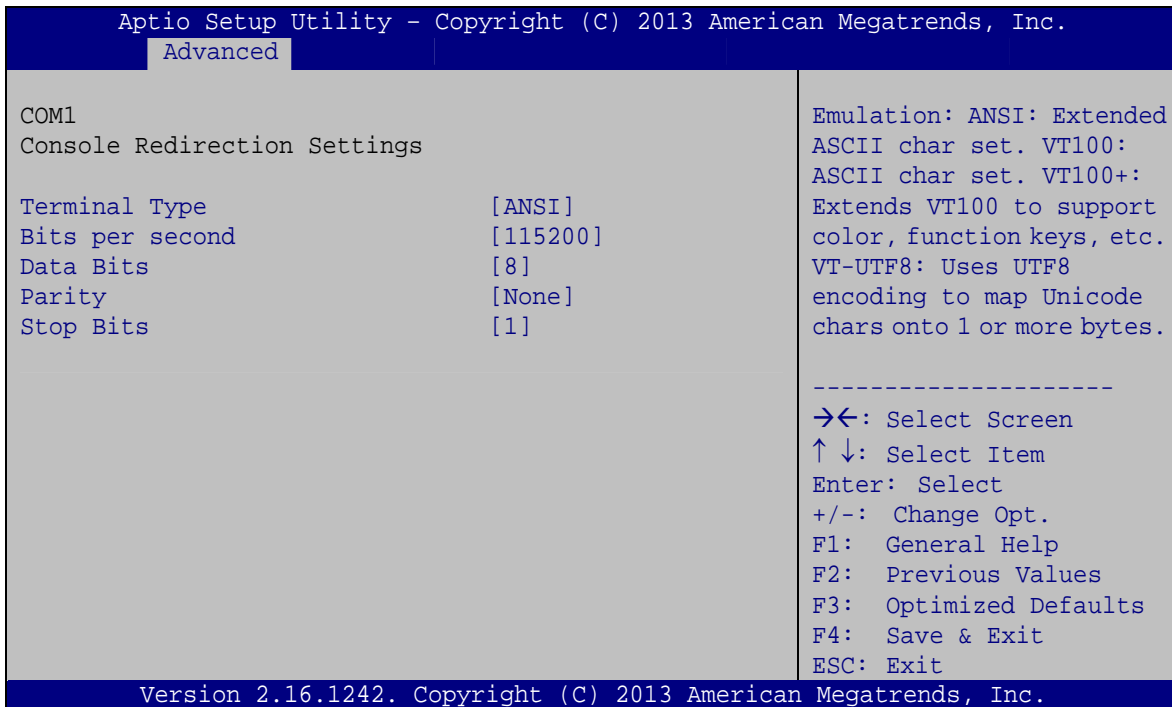 Aptio Setup Utility – Copyright (C) 2013 American Megatrends, Inc.
Advanced
COM1
Console Redirection Settings
Terminal Type [ANSI]
Bits per second [115200]
Data Bits [8]
Parity [None]
Stop Bits [1]
Emulation: ANSI: Extended
ASCII char set. VT100:
ASCII char set. VT100+:
Extends VT100 to support
color, function keys, etc.
VT-UTF8: Uses UTF8
encoding to map Unicode
chars onto 1 or more bytes.
---------------------
→←: Select Screen
↑ ↓: Select Item
Enter: Select
+/-: Change Opt.
F1: General Help
F2: Previous Values
F3: Optimized Defaults
F4: Save & Exit
ESC: Exit
Version 2.16.1242. Copyright (C) 2013 American Megatrends, Inc.